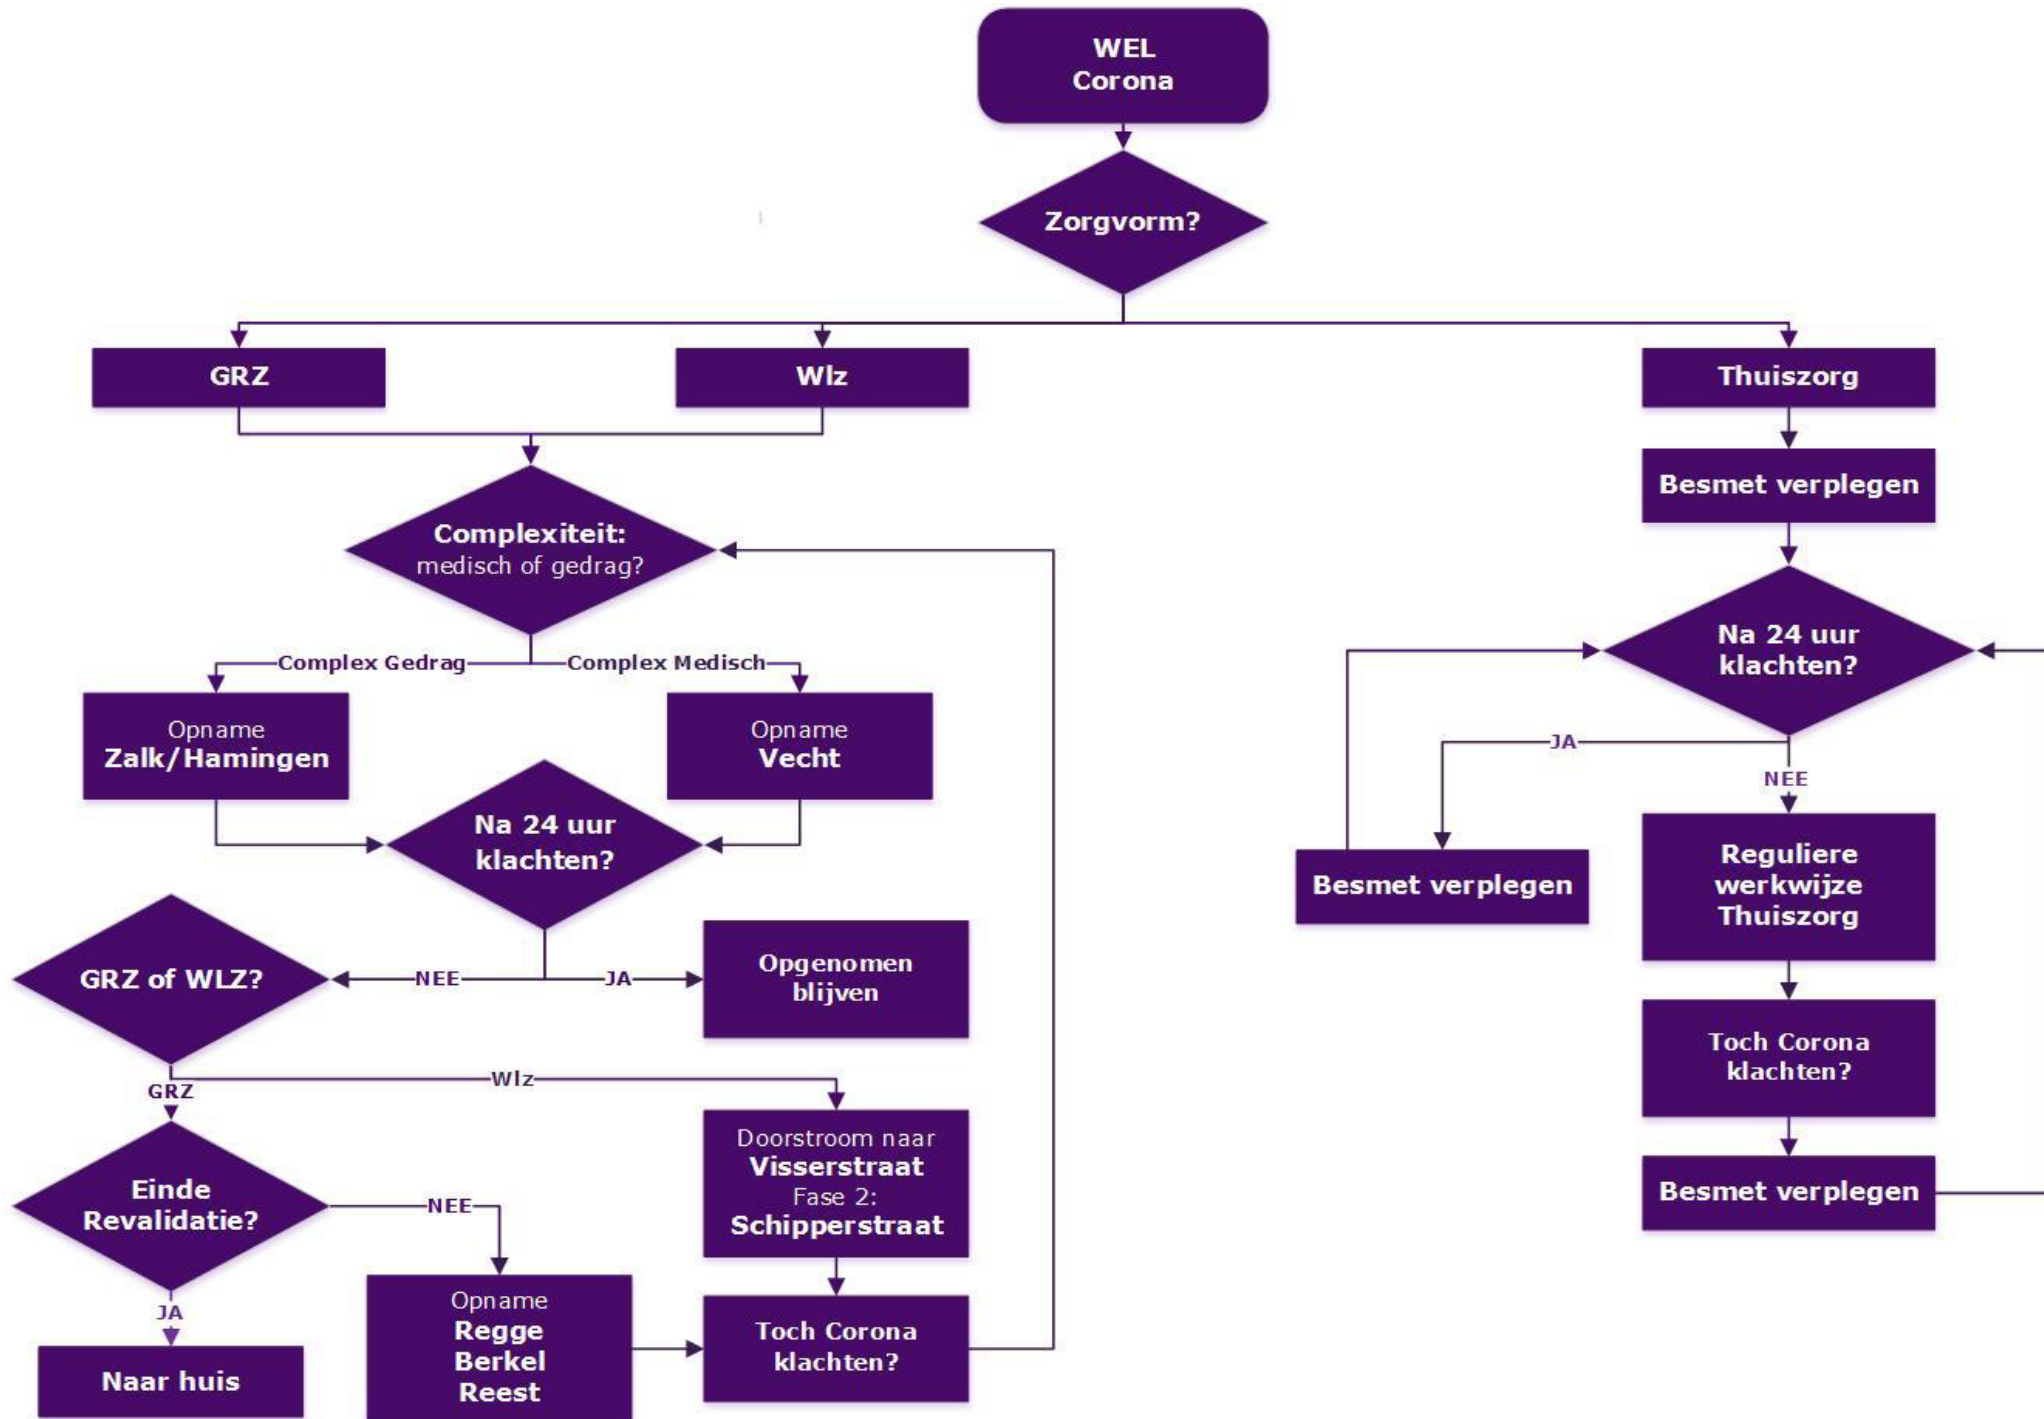 WEL
Corona
Zorgvorm?
GRZ
Wlz
Thuiszorg
Besmet verplegen
Complexiteit:
medisch of gedrag?
Na 24 uur
klachten?
Complex Gedrag
Complex Medisch
Opname
Zalk/Hamingen
Opname
Vecht
JA
NEE
Na 24 uur
klachten?
Besmet verplegen
Reguliere
werkwijze
Thuiszorg
GRZ of WLZ?
NEE
JA
Opgenomen
blijven
Toch Corona
klachten?
GRZ
Wlz
Doorstroom naar
Visserstraat
Fase 2:
Schipperstraat
Besmet verplegen
Einde
Revalidatie?
NEE
JA
Opname
Regge
Berkel
Reest
Toch Corona
klachten?
Naar huis